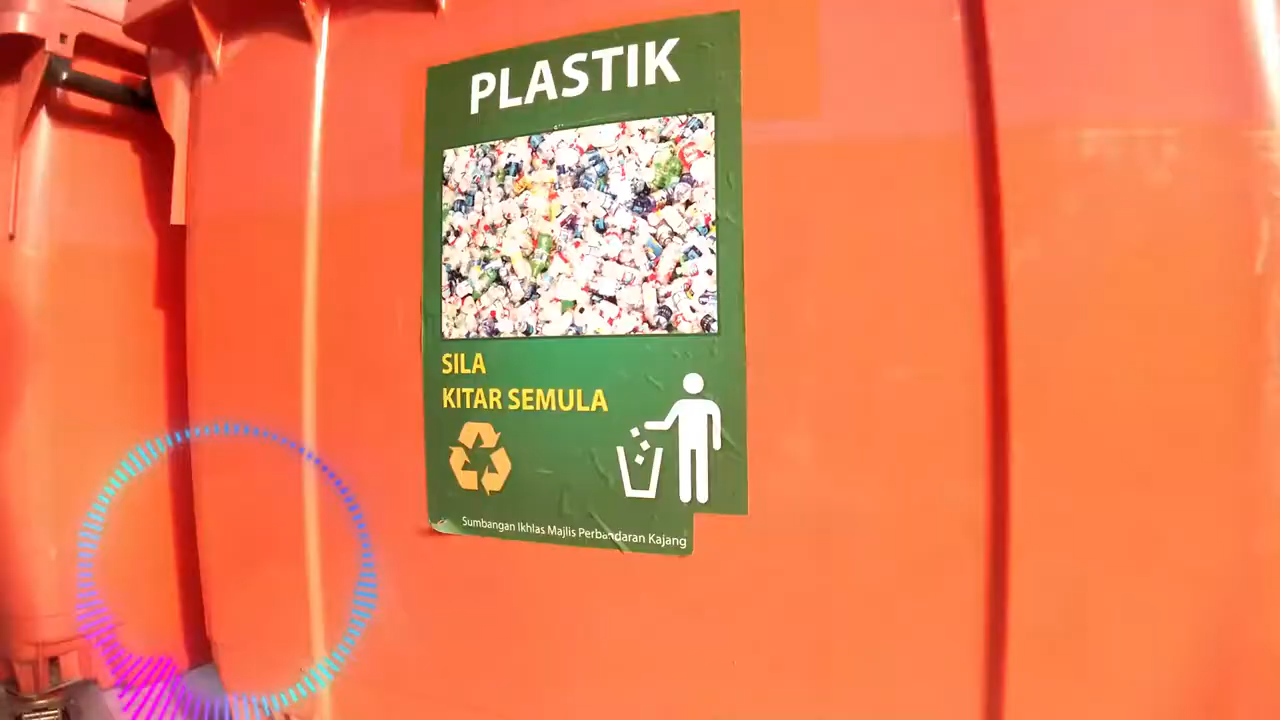 PLASTIK
SILA
KITAR SEMULA
Sumbangan Ikhlas Majlis Perbandaran Kajang